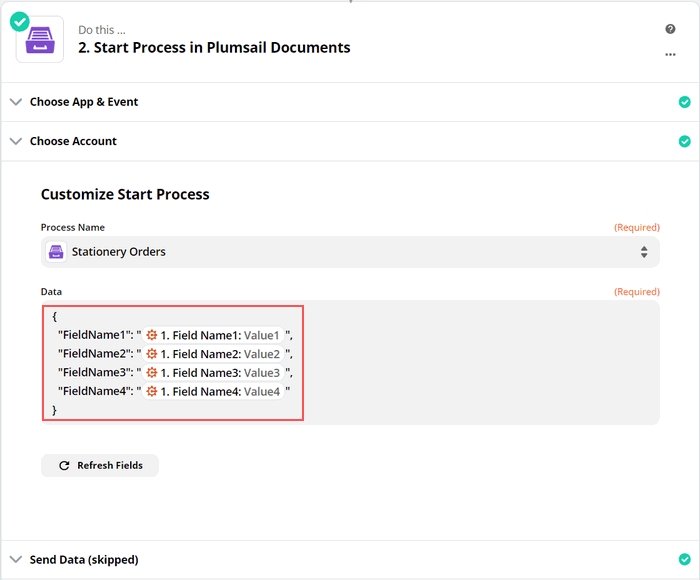 Do this ...
2. Start Process in Plumsail Documents
?
...
Choose App & Event
Choose Account
Customize Start Process
Process Name (Required)
Stationery Orders
Data (Required)
{
"FieldName1": " 1. Field Name1: Value1 ",
"FieldName2": " 1. Field Name2: Value2 ",
"FieldName3": " 1. Field Name3: Value3 ",
"FieldName4": " 1. Field Name4: Value4 "
}
Refresh Fields
Send Data (skipped)